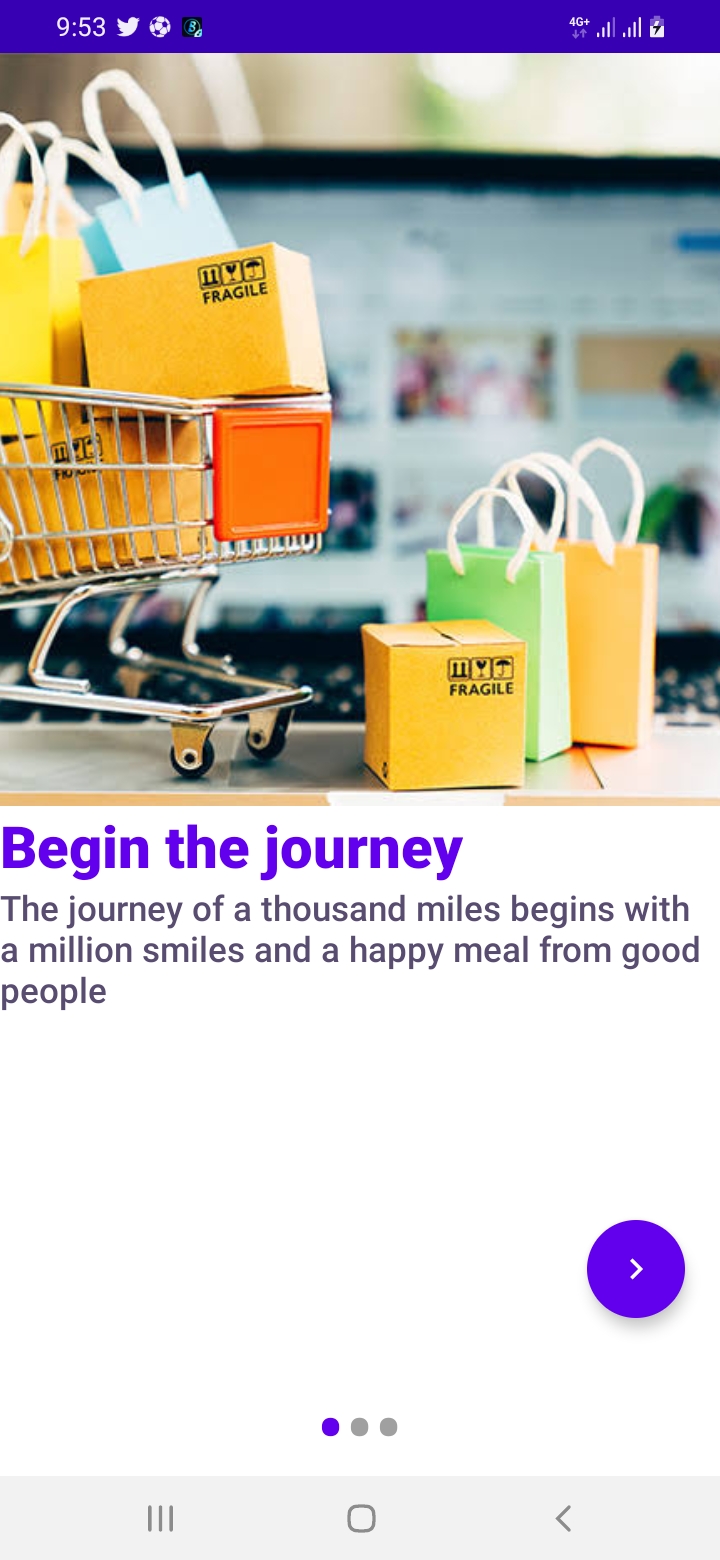 9:53
4G+
FRAGILE
FRAGILE
Begin the journey
The journey of a thousand miles begins with
a million smiles and a happy meal from good
people